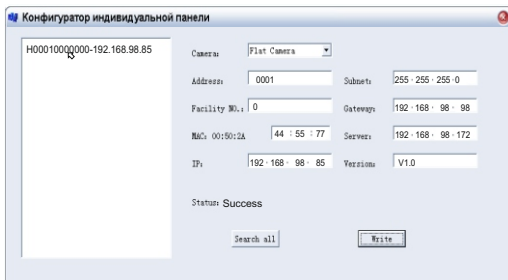 Конфигуратор индивидуальной панели
H00010000000-192.168.98.85
Camera: Flat Camera
Address: 0001 Subnet: 255 · 255 · 255 ·0
Facility NO.: 0 Gateway: 192 · 168 · 98 · 98
MAC: 00:50:2A 44 : 55 : 77 Server: 192 · 168 · 98 ·172
IP: 192 · 168 · 98 · 85 Version: V1.0
Status: Success
Search all Write